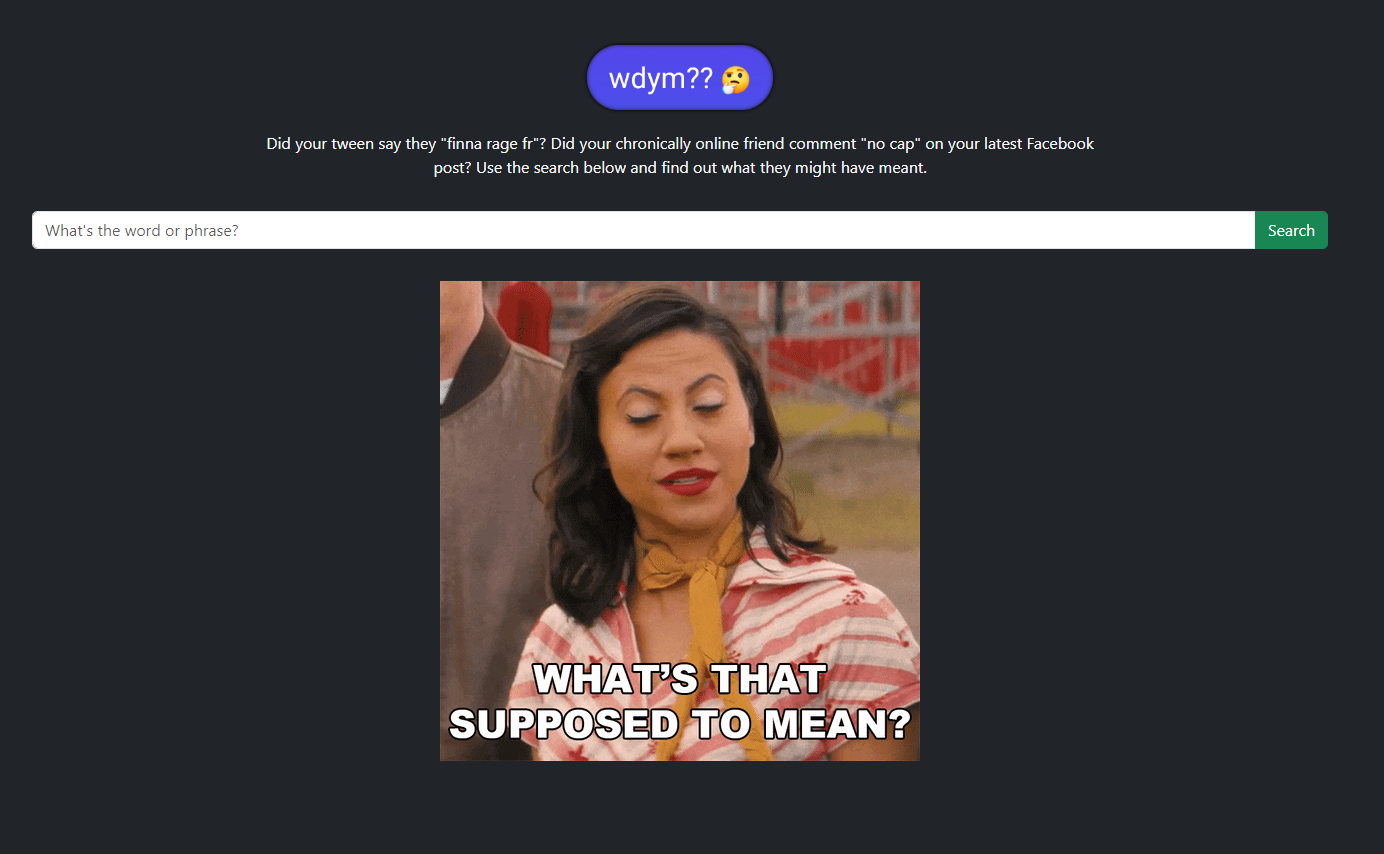 wdym?? 🤔
Did your tween say they "finna rage fr"? Did your chronically online friend comment "no cap" on your latest Facebook
post? Use the search below and find out what they might have meant.
What's the word or phrase?
Search
WHAT'S THAT
SUPPOSED TO MEAN?